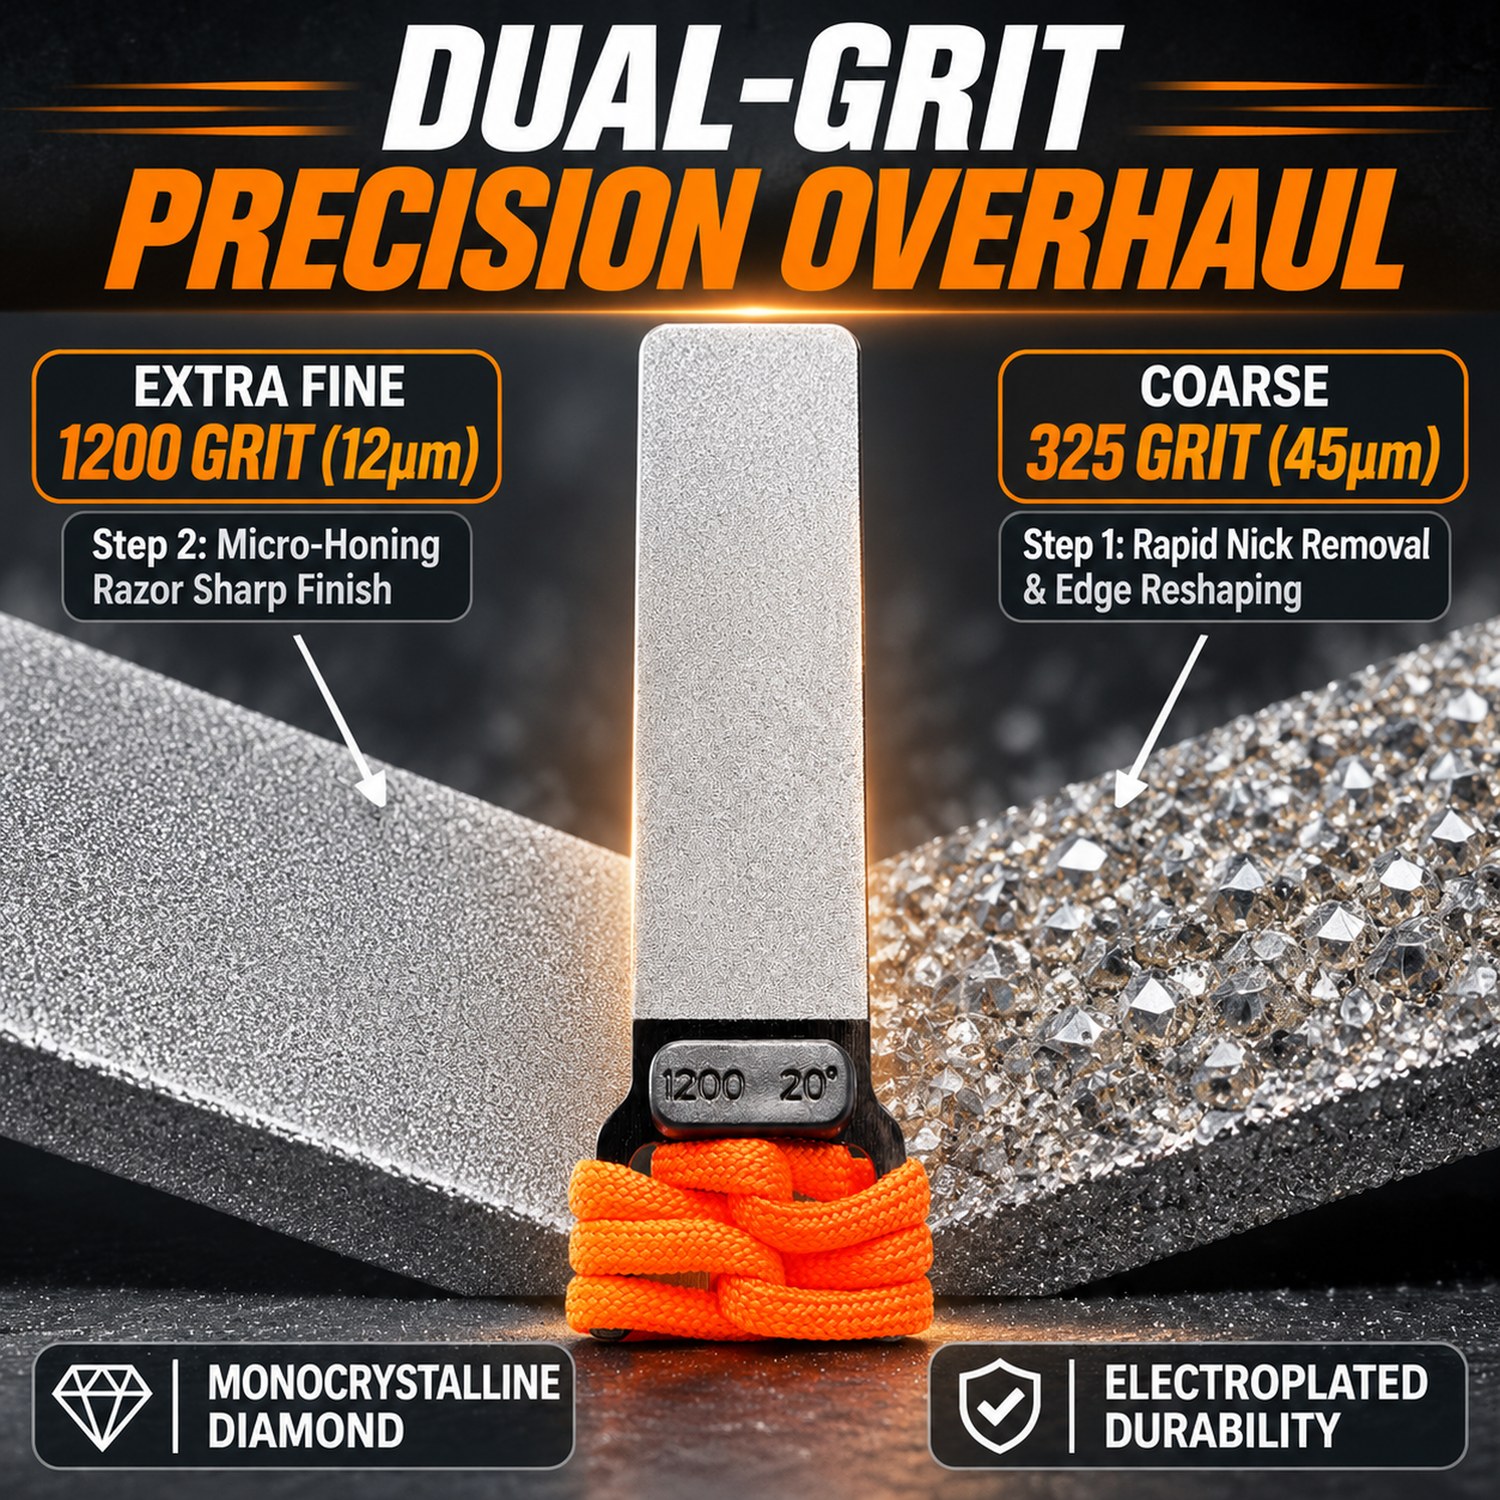 DUAL-GRIT
PRECISION OVERHAUL
EXTRA FINE
1200 GRIT (12μm)
Step 2: Micro-Honing
Razor Sharp Finish
COARSE
325 GRIT (45μm)
Step 1: Rapid Nick Removal
& Edge Reshaping
1200 20°
MONOCRYSTALLINE
DIAMOND
ELECTROPLATED
DURABILITY